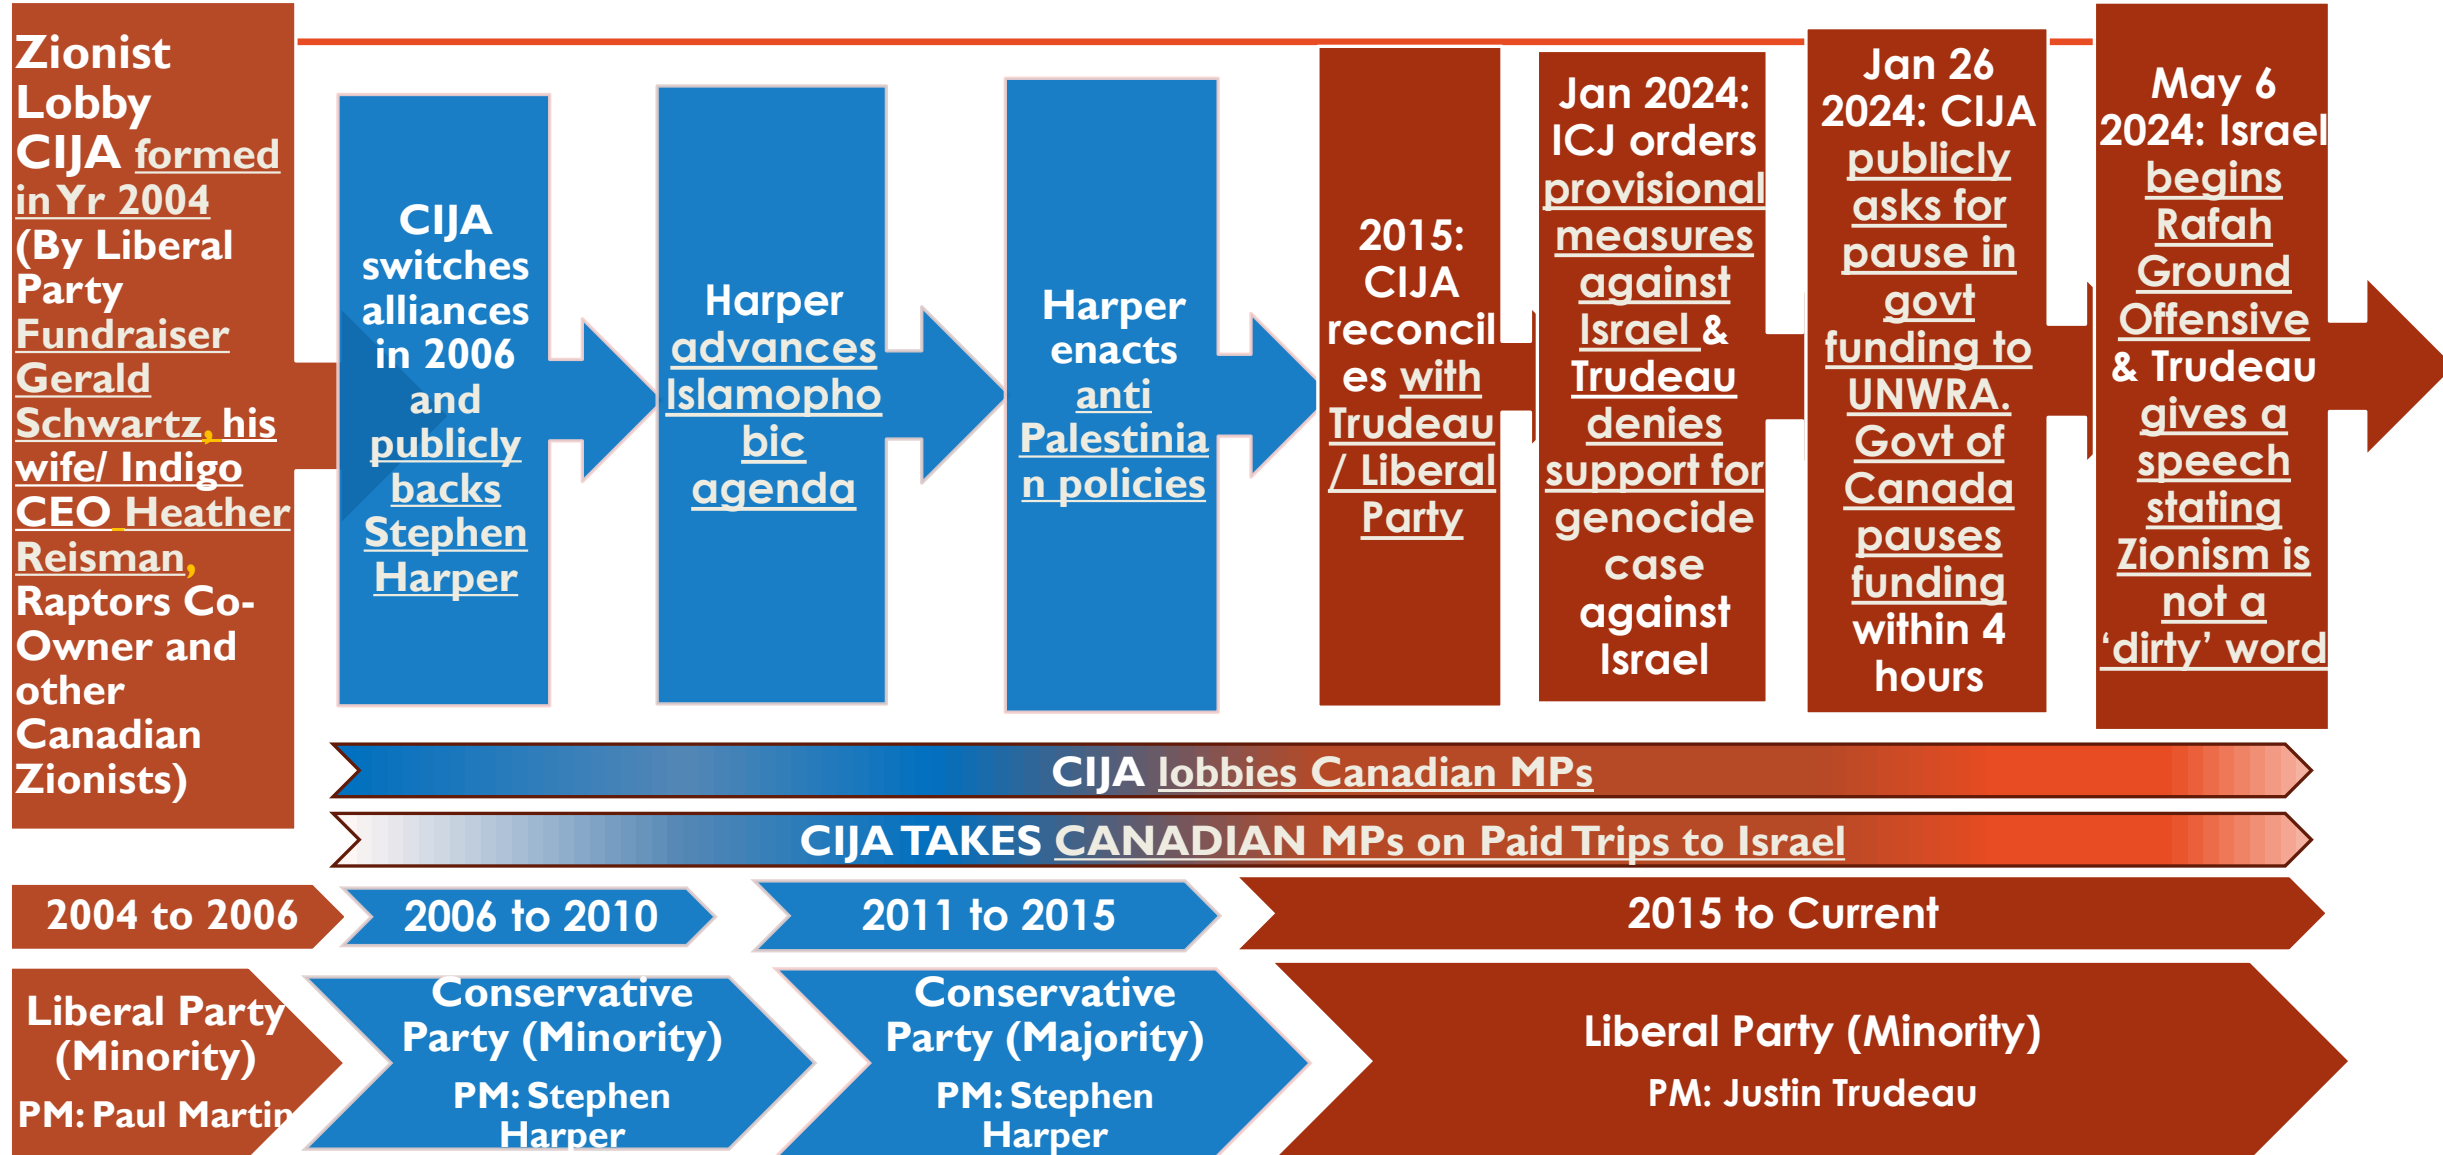 Zionist
Lobby
CIJA formed
in Yr 2004
(By Liberal
Party
Fundraiser
Gerald
Schwartz, his
wife/ Indigo
CEO Heather
Reisman,
Raptors Co-
Owner and
other
Canadian
Zionists)
CIJA
switches
alliances
in 2006
and
publicly
backs
Stephen
Harper
Harper
advances
Islamopho
bic
agenda
Harper
enacts
anti
Palestinia
n policies
2015:
CIJA
reconcil
es with
Trudeau
/ Liberal
Party
Jan 2024:
ICJ orders
provisional
measures
against
Israel &
Trudeau
denies
support for
genocide
case
against
Israel
Jan 26
2024: CIJA
publicly
asks for
pause in
govt
funding to
UNWRA.
Govt of
Canada
pauses
funding
within 4
hours
May 6
2024: Israel
begins
Rafah
Ground
Offensive
& Trudeau
gives a
speech
stating
Zionism is
not a
‘dirty’ word
CIJA lobbies Canadian MPs
CIJA TAKES CANADIAN MPs on Paid Trips to Israel
2004 to 2006
2006 to 2010
2011 to 2015
2015 to Current
Liberal Party
(Minority)
PM: Paul Martin
Conservative
Party (Minority)
PM: Stephen
Harper
Conservative
Party (Majority)
PM: Stephen
Harper
Liberal Party (Minority)
PM: Justin Trudeau